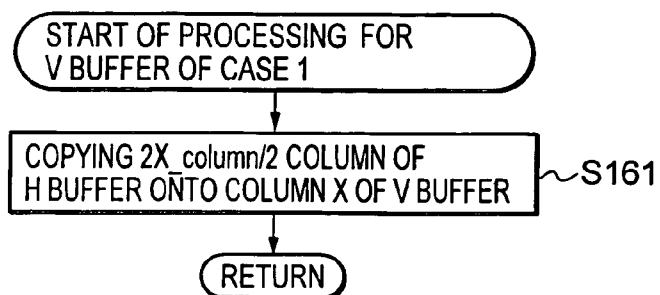 START OF PROCESSING FOR
V BUFFER OF CASE 1
COPYING 2X_column/2 COLUMN OF
H BUFFER ONTO COLUMN X OF V BUFFER
S161
RETURN